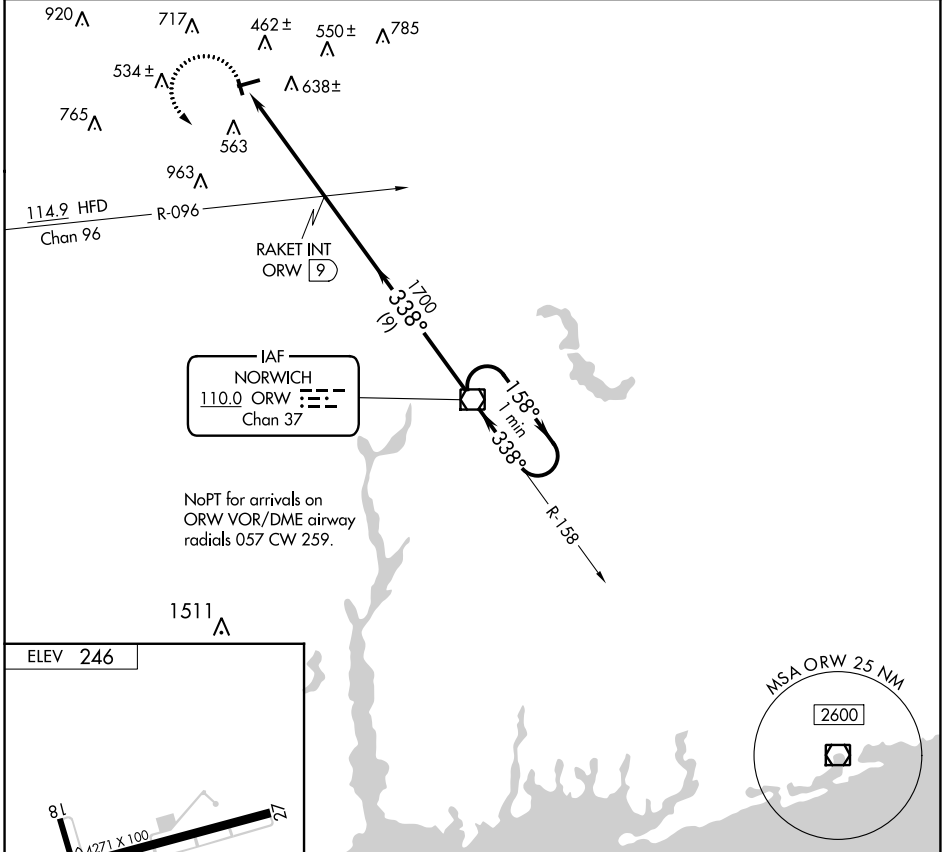 920
717
462 ±
550 ±
785
534 ±
638±
765
563
963
114.9 HFD
Chan 96
R-096
RAKET INT
ORW 9
1700
338°
(9)
IAF
NORWICH
110.0 ORW
Chan 37
158°
1 min
338°
R-158
NoPT for arrivals on
ORW VOR/DME airway
radials 057 CW 259.
1511
ELEV 246
MSA ORW 25 NM
2600
18
27
4271 X 100